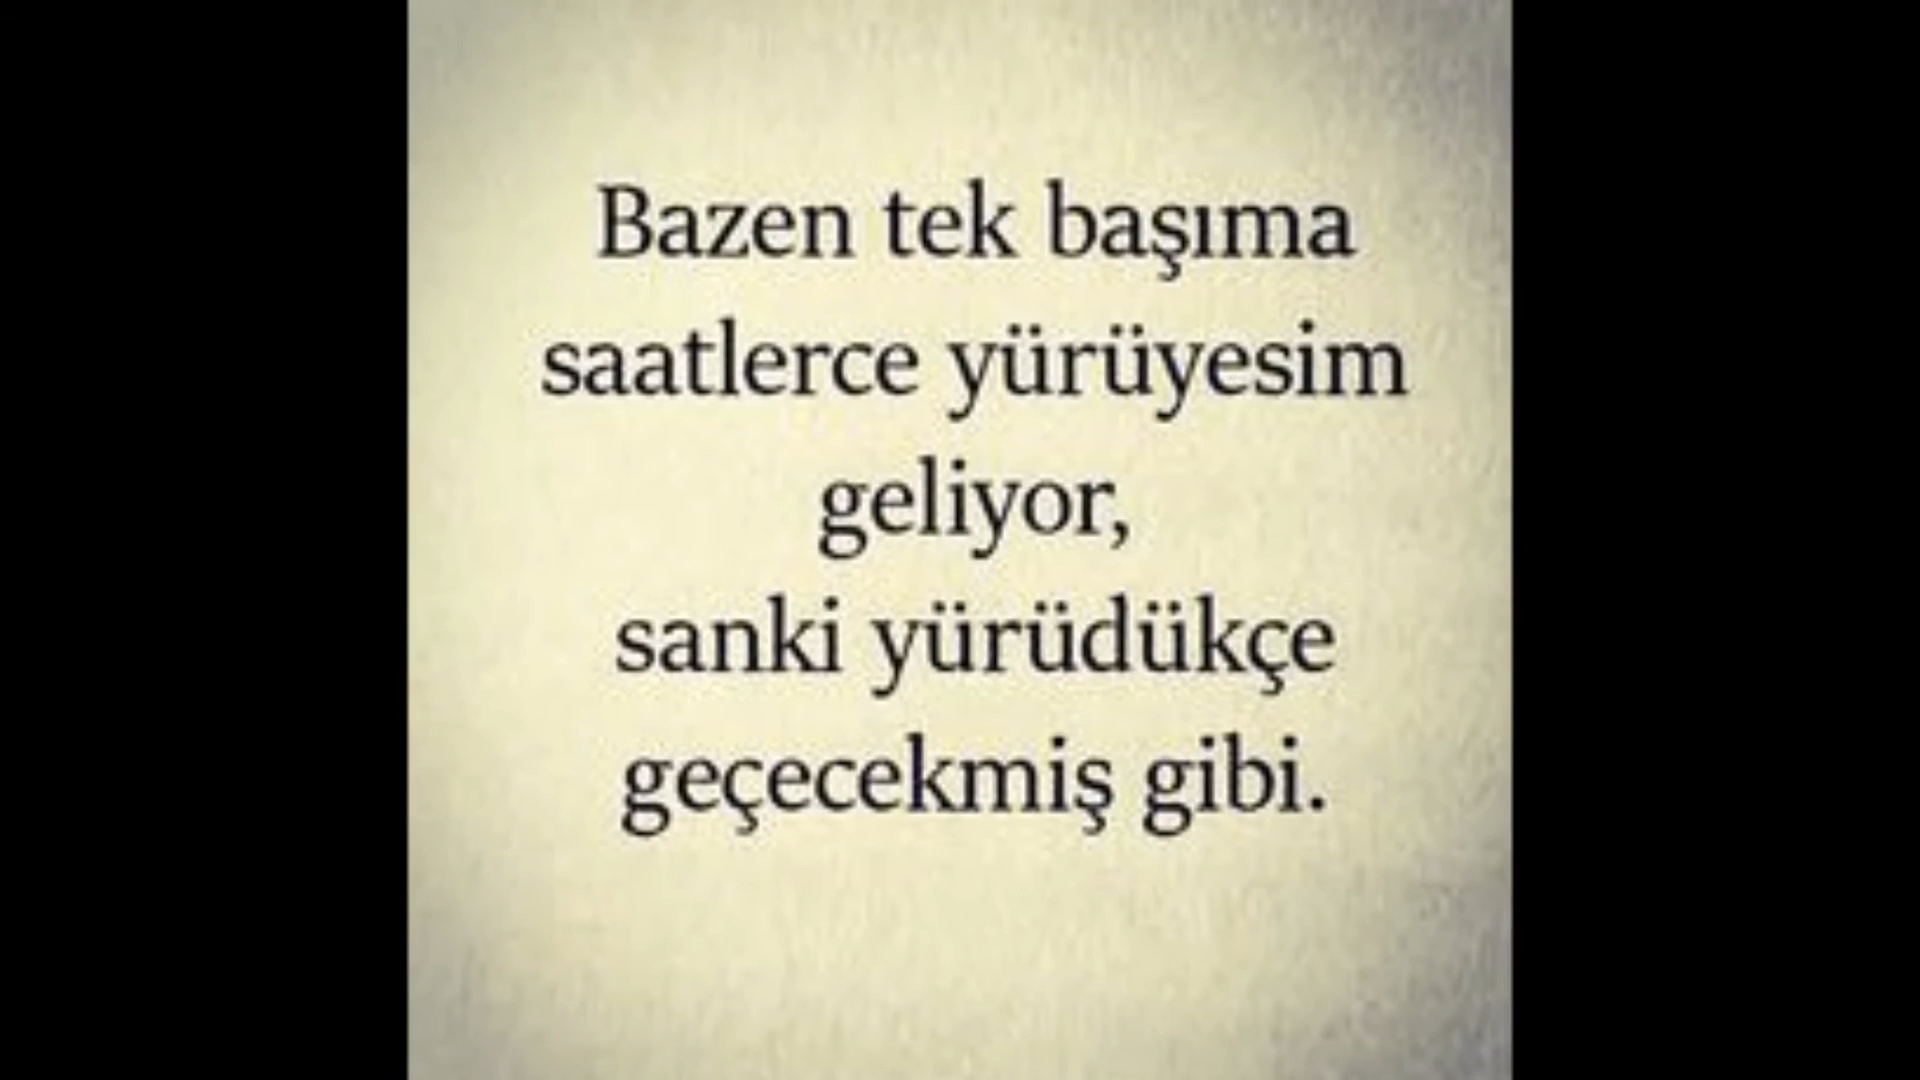 Bazen tek başıma
saatlerce yürüyesim
geliyor,
sanki yürüdükçe
geçecekmiş gibi.